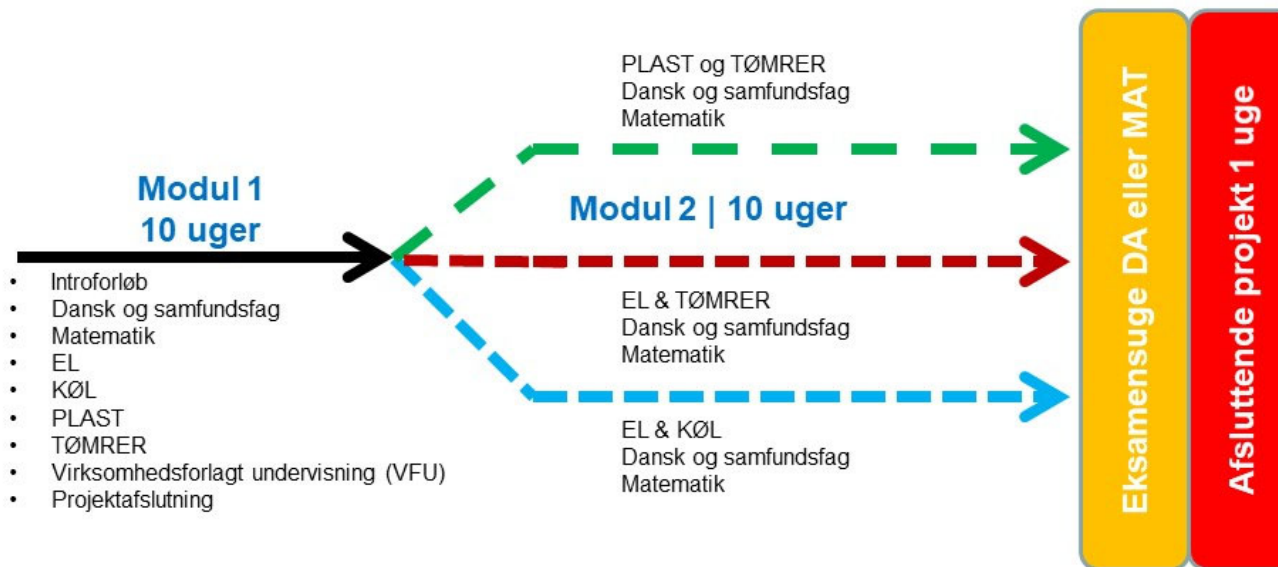 Modul 1
10 uger
• Introforløb
• Dansk og samfundsfag
• Matematik
• EL
• KØL
• PLAST
• TØMRER
• Virksomhedsforlagt undervisning (VFU)
• Projektafslutning
PLAST og TØMRER
Dansk og samfundsfag
Matematik
Modul 2 | 10 uger
EL & TØMRER
Dansk og samfundsfag
Matematik
EL & KØL
Dansk og samfundsfag
Matematik
Eksamensuge DA eller MAT
Afsluttende projekt 1 uge